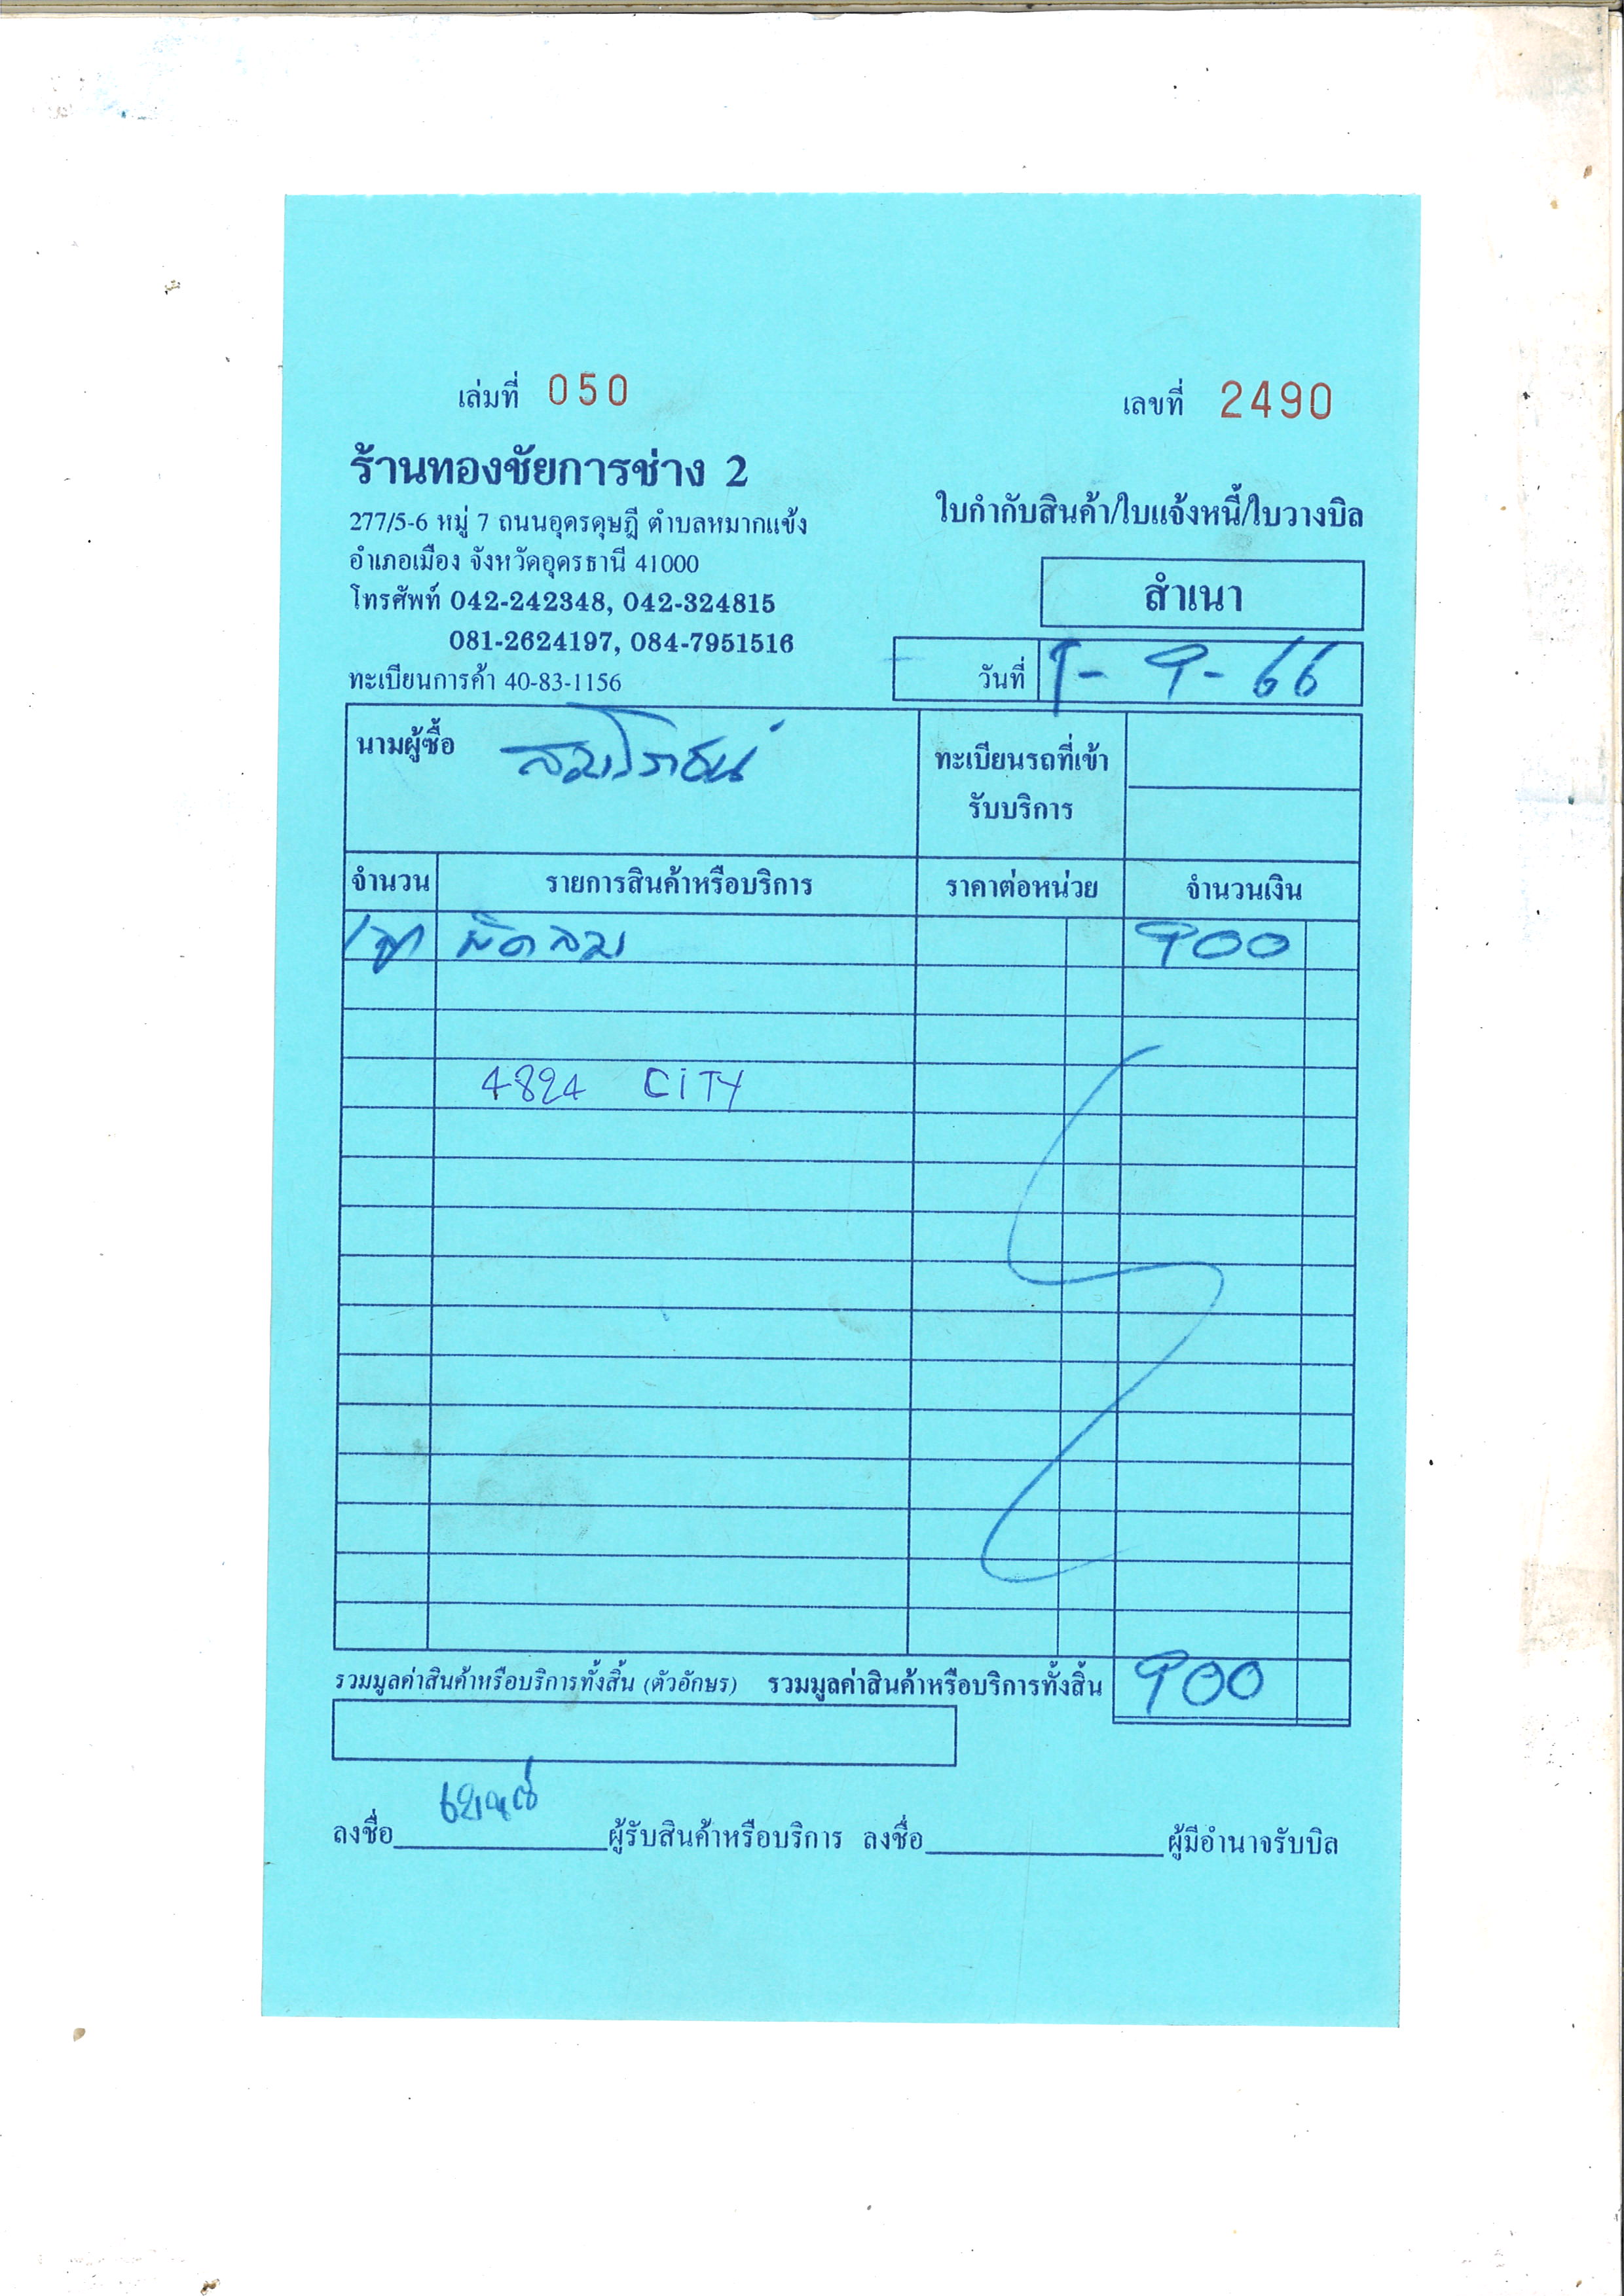 เล่มที่ 050
เลขที่ 2490
ร้านทองชัยการช่าง 2
277/5-6 หมู่ 7 ถนนอุดรดุษฎี ตำบลหมากแข้ง
อำเภอเมือง จังหวัดอุดรธานี 41000
โทรศัพท์ 042-242348, 042-324815
081-2624197, 084-7951516
ทะเบียนการค้า 40-83-1156
ใบกำกับสินค้า/ใบแจ้งหนี้/ใบวางบิล
สำเนา
วันที่ 9-9-66
นามผู้ซื้อ
ทะเบียนรถที่เข้า
รับบริการ
จำนวน รายการสินค้าหรือบริการ ราคาต่อหน่วย จำนวนเงิน
พัดลม 900
4824 CiTY
รวมมูลค่าสินค้าหรือบริการทั้งสิ้น (ตัวอักษร) รวมมูลค่าสินค้าหรือบริการทั้งสิ้น 900
ลงชื่อ ผู้รับสินค้าหรือบริการ ลงชื่อ ผู้มีอำนาจรับบิล